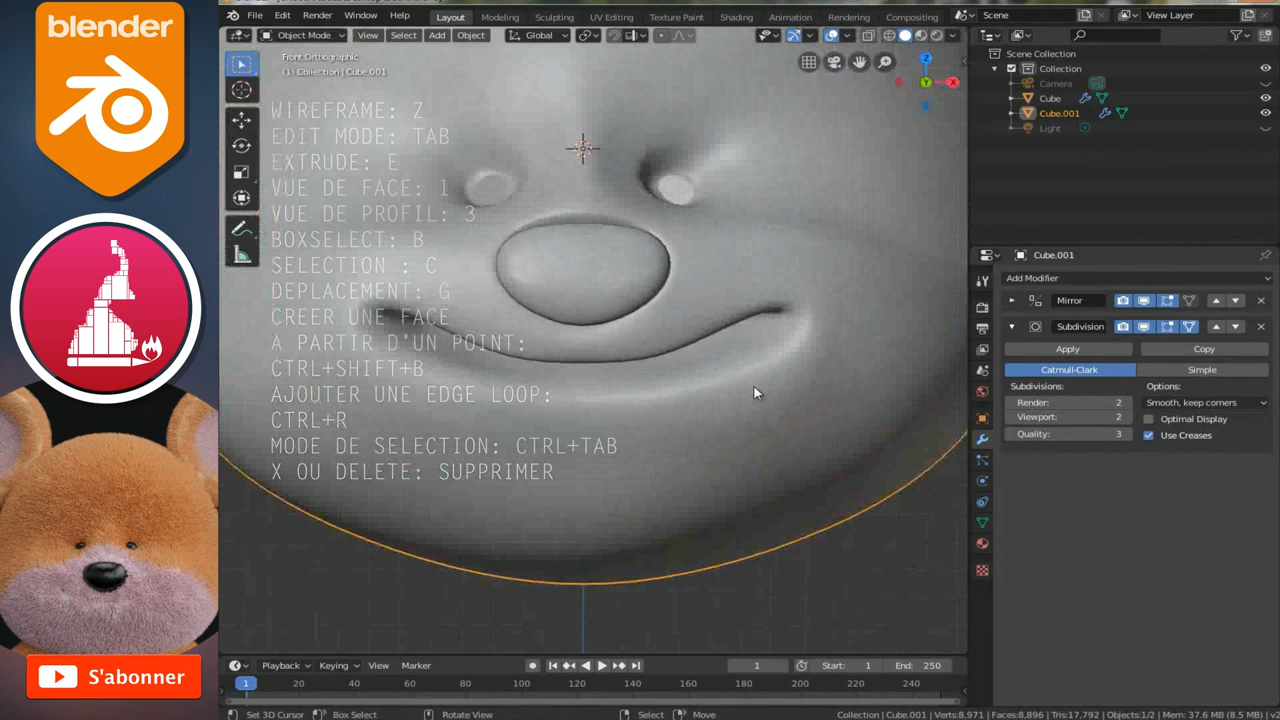 blender
S'abonner
File Edit Render Window Help
Layout Modeling Sculpting UV Editing Texture Paint Shading Animation Rendering Compositing
Scene
View Layer
Object Mode View Select Add Object Global
Front Orthographic
(1) Collection | Cube.001
WIREFRAME: Z
EDIT MODE: TAB
EXTRUDE: E
VUE DE FACE: 1
VUE DE PROFIL: 3
BOXSELECT: B
SELECTION : C
DEPLACEMENT: G
CREER UNE FACE
A PARTIR D'UN POINT:
CTRL+SHIFT+B
AJOUTER UNE EDGE LOOP:
CTRL+R
MODE DE SELECTION: CTRL+TAB
X OU DELETE: SUPPRIMER
Z
Y
X
Scene Collection
Collection
Camera
Cube
Cube.001
Light
Cube.001
Add Modifier
Mirror
Subdivision
Apply Copy
Catmull-Clark Simple
Subdivisions: Options:
Render: 2 Smooth, keep corners
Viewport: 2 Optimal Display
Quality: 3 Use Creases
Playback Keying View Marker
1 Start: 1 End: 250
1 20 40 60 80 100 120 140 160 180 200 220 240
Set 3D Cursor Box Select Rotate View Select Move
Collection | Cube.001 | Verts:8,971 | Faces:8,896 | Tris:17,792 | Objects:1/2 | Mem: 37.6 MB (8.5 MB) | v2